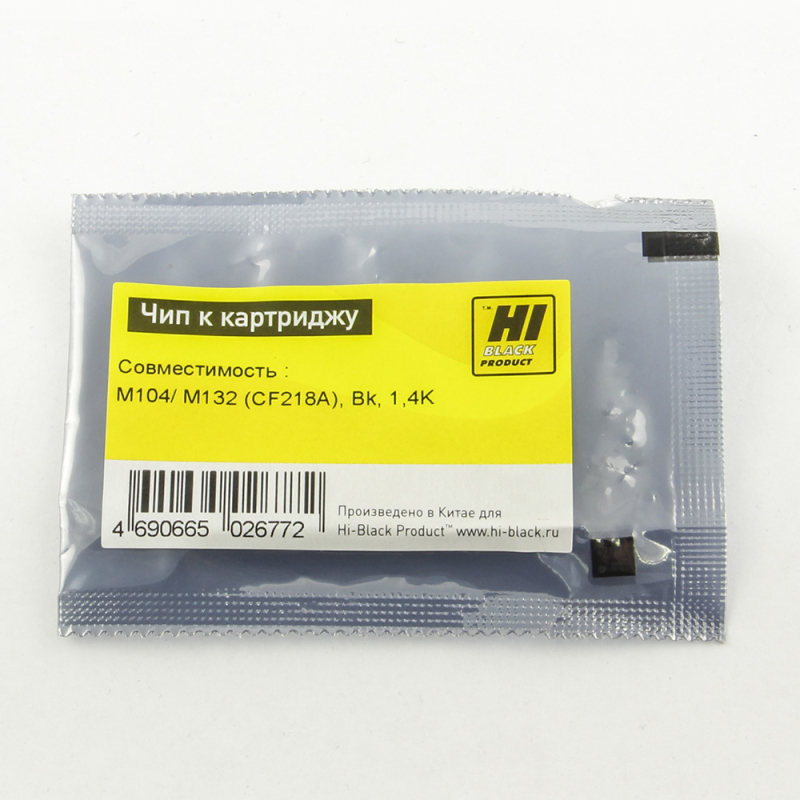 Чип к картриджу
T.M.
HI
BLACK
PRODUCT
Совместимость :
M104/ M132 (CF218A), Bk, 1,4K
4 690665 026772
Произведено в Китае для
Hi-Black Product™ www.hi-black.ru